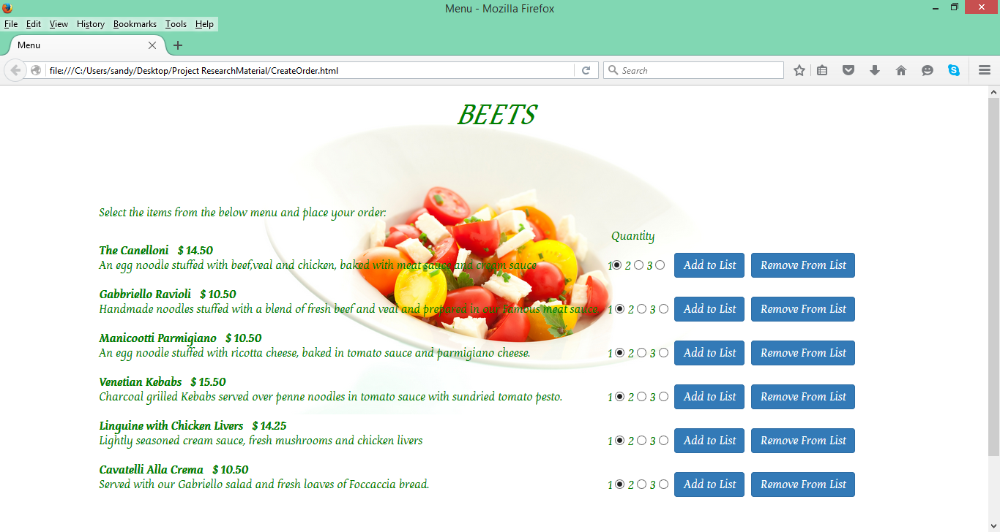 Menu - Mozilla Firefox
File Edit View History Bookmarks Tools Help
Menu
file:///C:/Users/sandy/Desktop/Project ResearchMaterial/CreateOrder.html
Search
BEETS
Select the items from the below menu and place your order:
Quantity
The Canelloni $ 14.50
An egg noodle stuffed with beef,veal and chicken, baked with meat sauce and cream sauce
1 2 3 Add to List Remove From List
Gabbriello Ravioli $ 10.50
Handmade noodles stuffed with a blend of fresh beef and veal and prepared in our Famous meat sauce
1 2 3 Add to List Remove From List
Manicootti Parmigiano $ 10.50
An egg noodle stuffed with ricotta cheese, baked in tomato sauce and parmigiano cheese.
1 2 3 Add to List Remove From List
Venetian Kebabs $ 15.50
Charcoal grilled Kebabs served over penne noodles in tomato sauce with sundried tomato pesto.
1 2 3 Add to List Remove From List
Linguine with Chicken Livers $ 14.25
Lightly seasoned cream sauce, fresh mushrooms and chicken livers
1 2 3 Add to List Remove From List
Cavatelli Alla Crema $ 10.50
Served with our Gabriello salad and fresh loaves of Foccaccia bread.
1 2 3 Add to List Remove From List